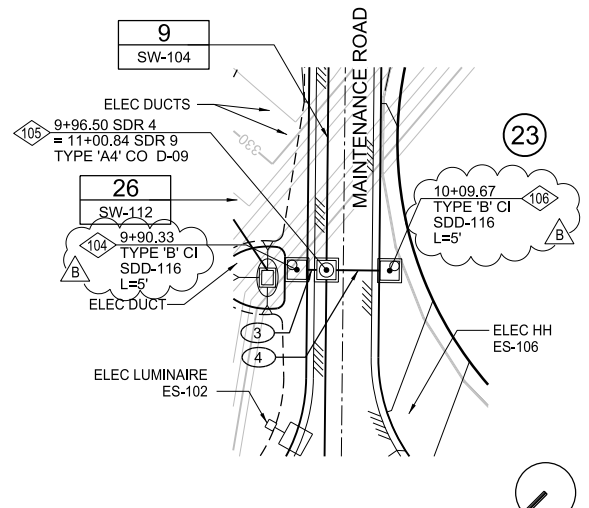 9
SW-104
MAINTENANCE ROAD
ELEC DUCTS
330
105
9+96.50 SDR 4
= 11+00.84 SDR 9
TYPE 'A4' CO D-09
23
26
SW-112
10+09.67
TYPE 'B' CI
SDD-116
L=5'
106
B
104
9+90.33
TYPE 'B' CI
SDD-116
L=5'
B
ELEC DUCT
3
4
ELEC HH
ES-106
ELEC LUMINAIRE
ES-102